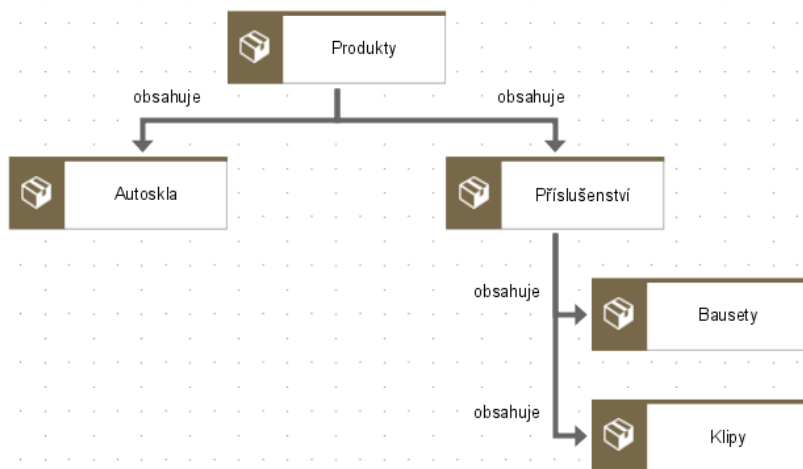 Produkty
obsahuje
obsahuje
Autoskla
Příslušenství
obsahuje
Bausety
obsahuje
Klipy